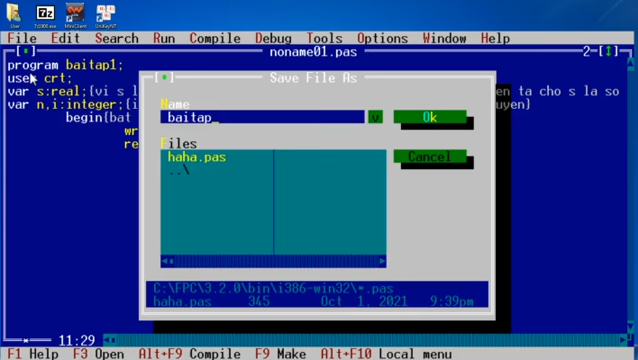 User
7z
7z3900.exe
MiniClient
UniKeyNT
File Edit Search Run Compile Debug Tools Options Window Help
noname01.pas 2
program baitap1;
uses crt;
var s:real;{vi s l en ta cho s la so
var n,i:integer;{i uyen}
begin{bat
wr
re
Save File As
Name
baitap_
Ok
Files
haha.pas
..\
Cancel
C:\FPC\3.2.0\bin\i386-win32\*.pas
haha.pas 345 Oct 1, 2021 9:39pm
11:29
F1 Help F3 Open Alt+F9 Compile F9 Make Alt+F10 Local menu